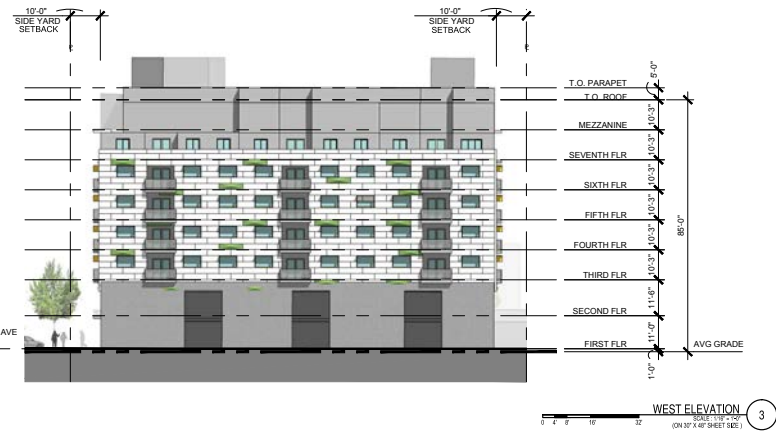 10'-0"
SIDE YARD
SETBACK
10'-0"
SIDE YARD
SETBACK
T.O. PARAPET
5'-0"
T.O. ROOF
10'-3"
MEZZANINE
10'-3"
SEVENTH FLR
10'-3"
SIXTH FLR
10'-3"
FIFTH FLR
10'-3"
FOURTH FLR
10'-3"
THIRD FLR
11'-6"
SECOND FLR
11'-0"
FIRST FLR
1'-0"
85'-0"
AVG GRADE
AVE
WEST ELEVATION
SCALE : 1/16" = 1'-0"
(ON 30" X 48" SHEET SIZE )
0 4' 8' 16' 32'
3